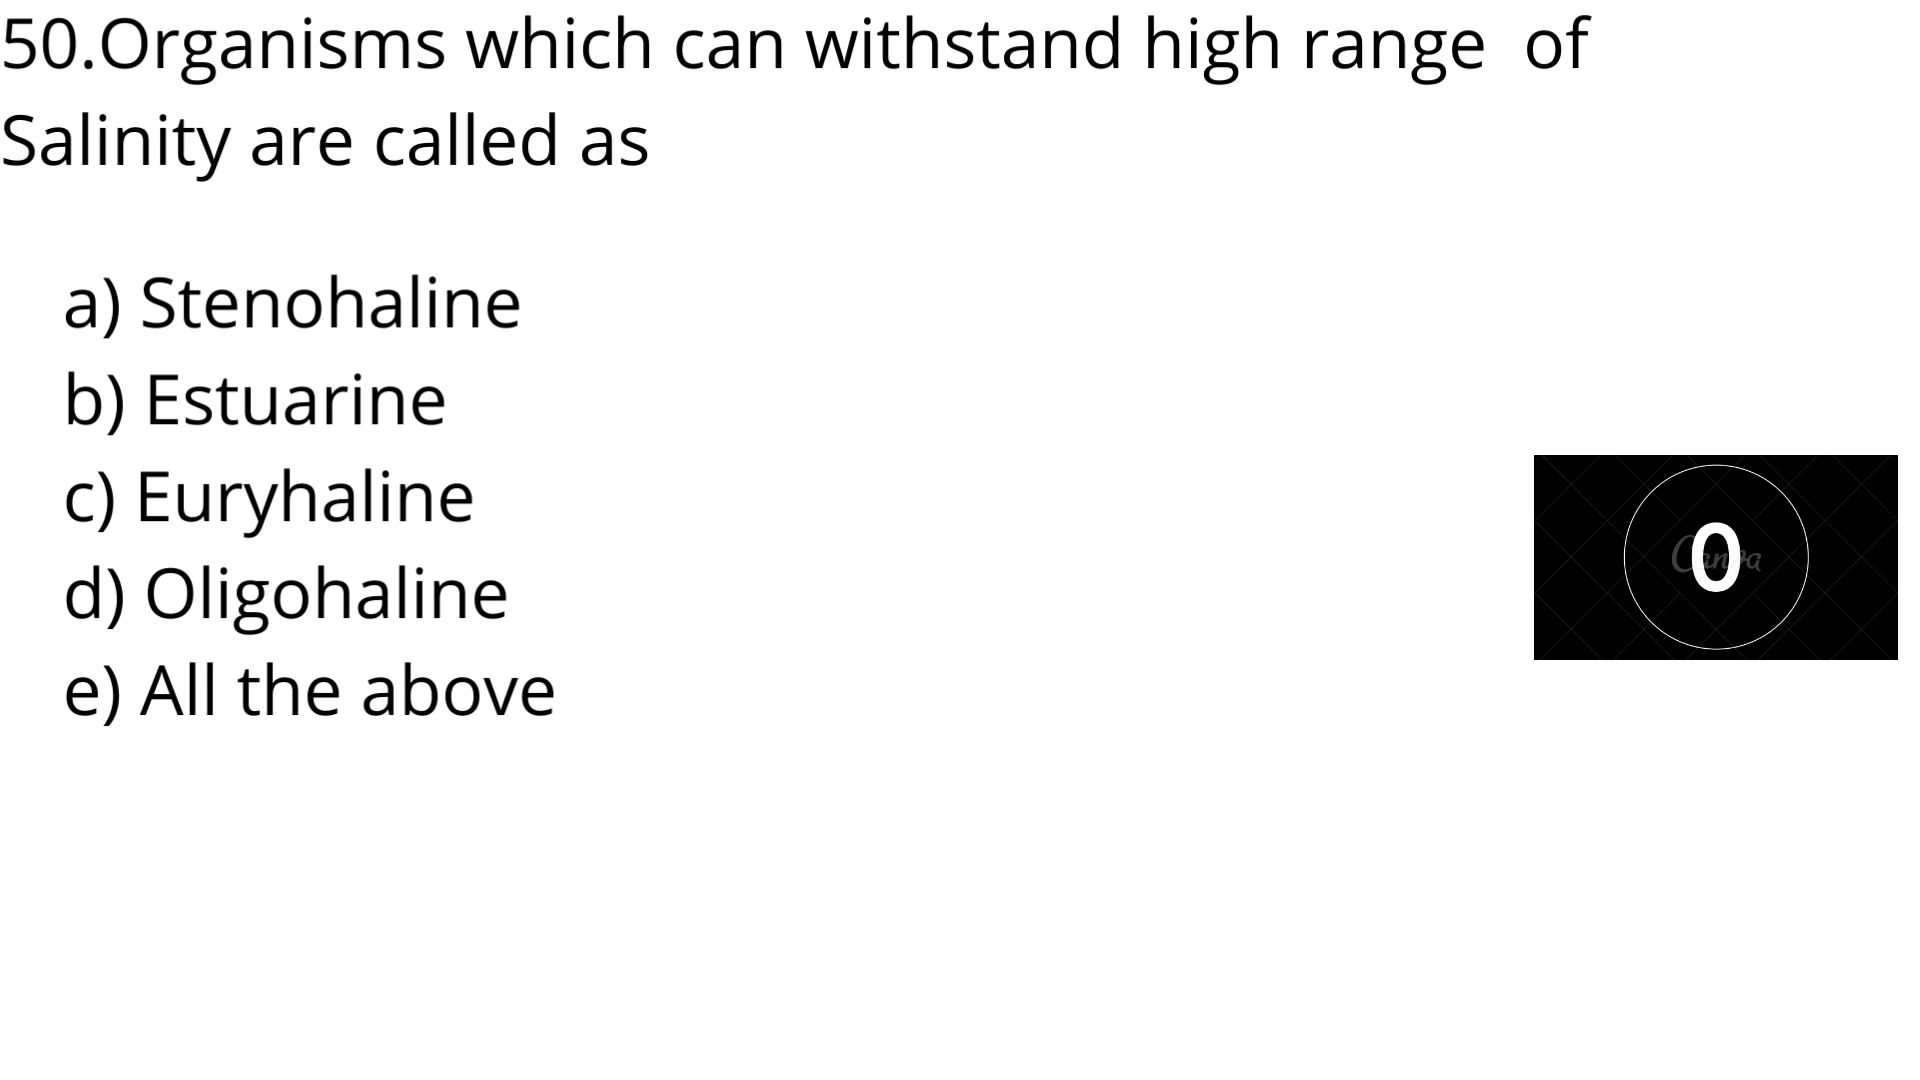 50.Organisms which can withstand high range  of
Salinity are called as
a) Stenohaline
b) Estuarine
c) Euryhaline
d) Oligohaline
e) All the above
Canva
0